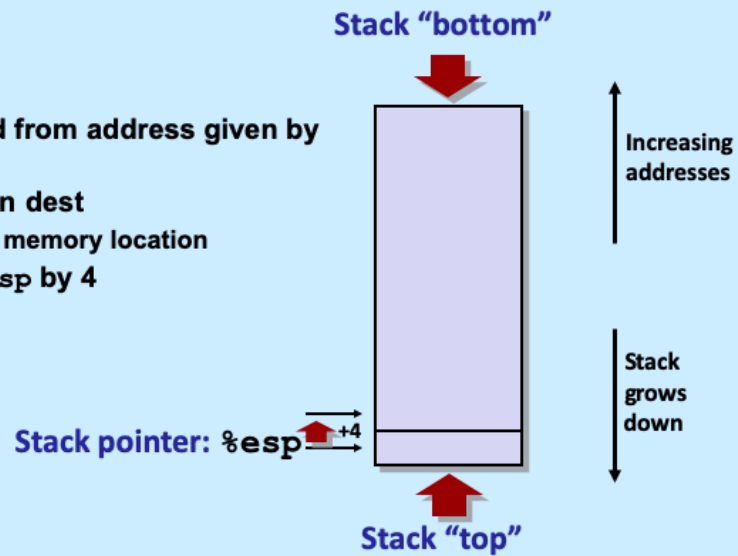 Stack “bottom”
from address given by
Increasing
addresses
n dest
memory location
sp by 4
Stack
grows
down
+4
Stack pointer: %esp
Stack “top”